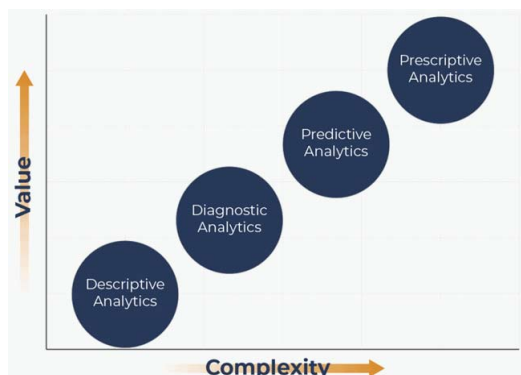 Prescriptive
Analytics
Predictive
Analytics
Diagnostic
Analytics
Descriptive
Analytics
Value
Complexity